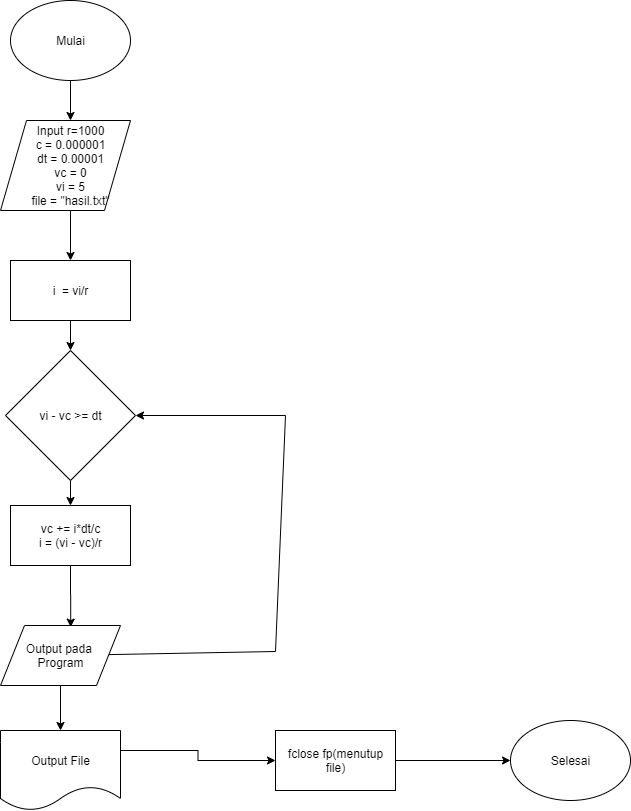 Mulai
Input r=1000
c = 0.000001
dt = 0.00001
vc = 0
vi = 5
file = "hasil.txt"
i = vi/r
vi - vc >= dt
vc += i*dt/c
i = (vi - vc)/r
Output pada
Program
Output File
fclose fp(menutup
file)
Selesai